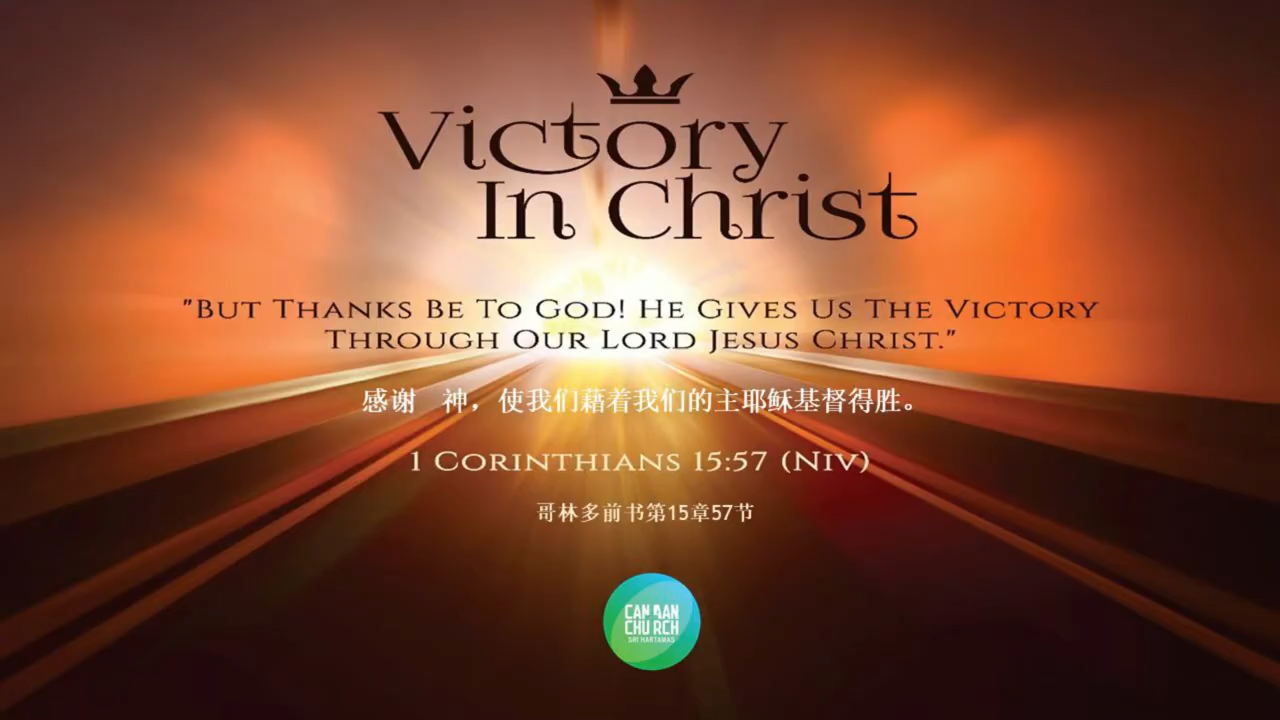 Victory
In Christ
"But Thanks Be To God! He Gives Us The Victory
Through Our Lord Jesus Christ."
感谢　神，使我们藉着我们的主耶稣基督得胜。
1 Corinthians 15:57 (Niv)
哥林多前书第15章57节
CANAAN
CHURCH
SRI HARTAMAS